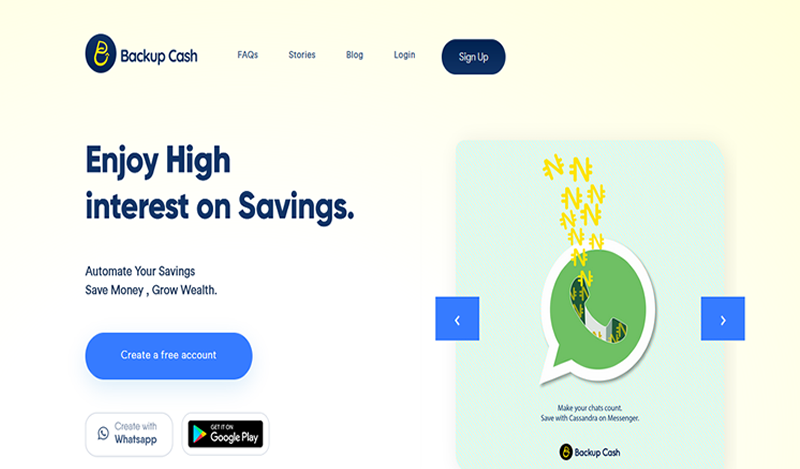 Backup Cash
FAQs
Stories
Blog
Login
Sign Up
Enjoy High
interest on Savings.
Automate Your Savings
Save Money , Grow Wealth.
Create a free account
Create with
Whatsapp
GET IT ON
Google Play
Make your chats count.
Save with Cassandra on Messenger.
Backup Cash